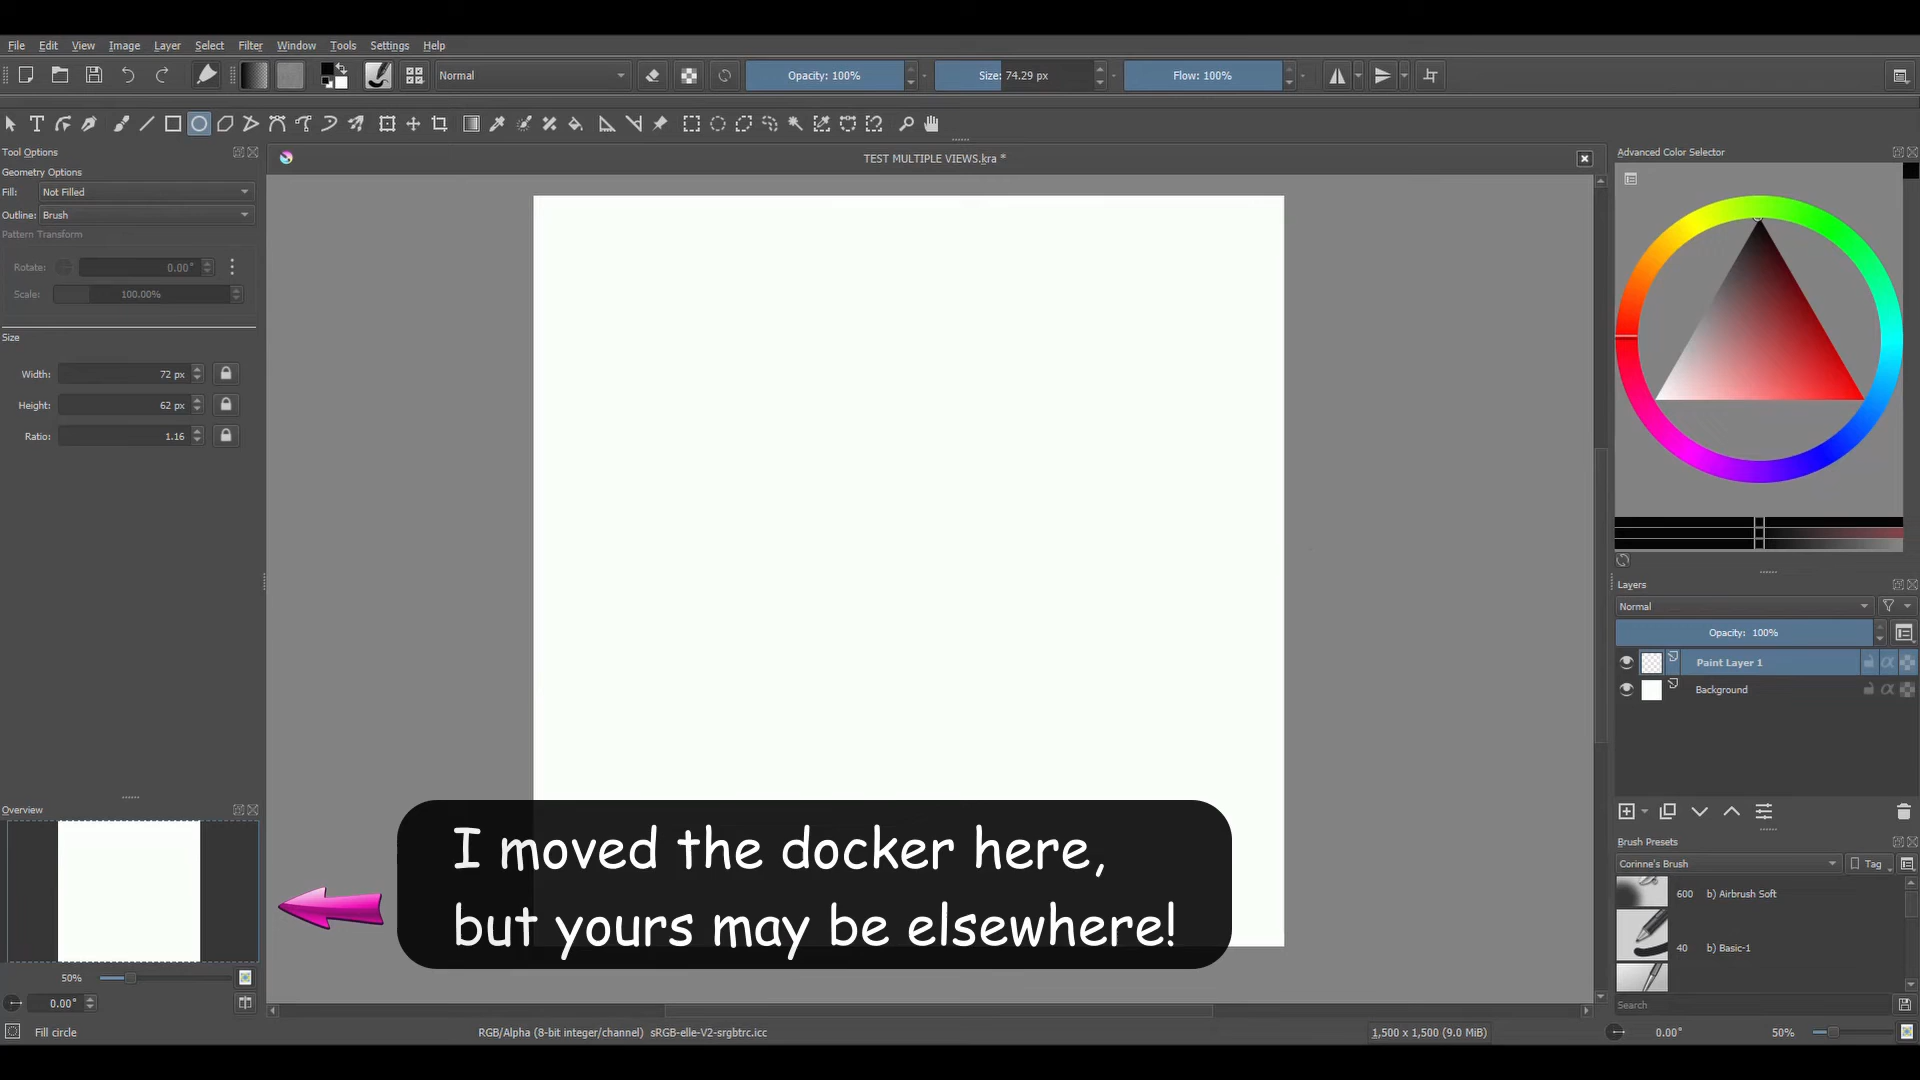 File Edit View Image Layer Select Filter Window Tools Settings Help
Normal
Opacity: 100%
Size: 74.29 px
Flow: 100%
Tool Options
TEST MULTIPLE VIEWS.kra *
Advanced Color Selector
Geometry Options
Fill: Not Filled
Outline: Brush
Pattern Transform
Rotate: 0.00°
Scale: 100.00%
Size
Width: 72 px
Height: 62 px
Ratio: 1.16
Layers
Normal
Opacity: 100%
Paint Layer 1
Background
Overview
I moved the docker here,
but yours may be elsewhere!
Brush Presets
Corinne's Brush
Tag
600 b) Airbrush Soft
40 b) Basic-1
Search
50%
0.00°
Fill circle
RGB/Alpha (8-bit integer/channel) sRGB-elle-V2-srgbtrc.icc
1,500 x 1,500 (9.0 MiB)
0.00°
50%